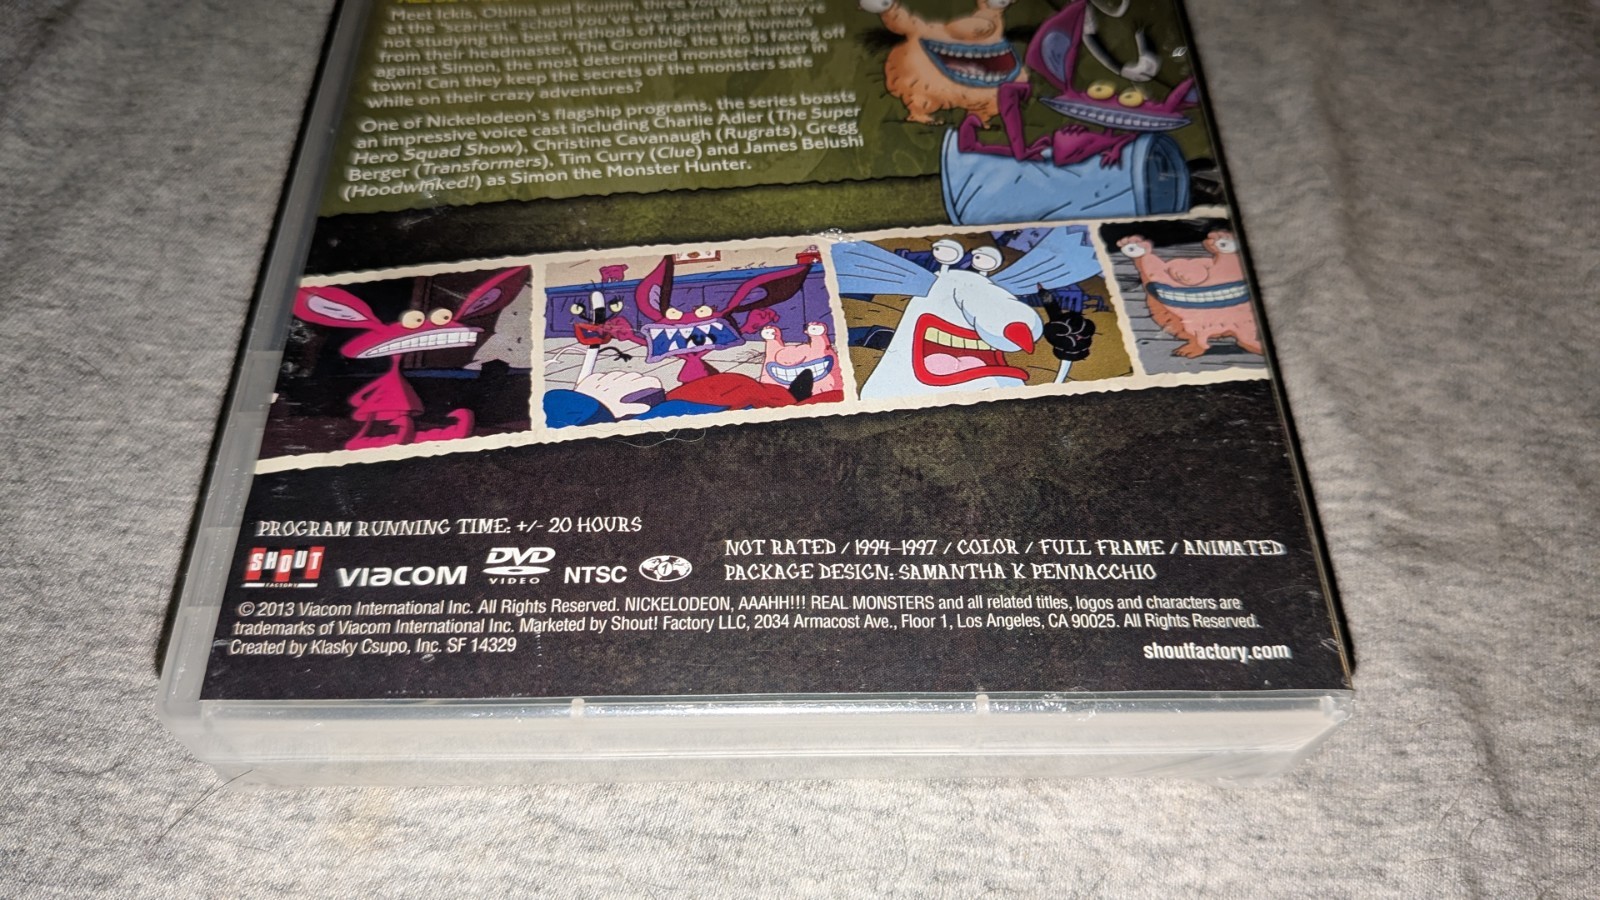 Meet Ickis, Oblina and Krumm, three young
at the "scariest" school you've ever seen! When they're
not studying the best methods of frightening humans
from their headmaster, The Gromble, the trio is facing off
against Simon, the most determined monster-hunter in
town! Can they keep the secrets of the monsters safe
while on their crazy adventures?
One of Nickelodeon's flagship programs, the series boasts
an impressive voice cast including Charlie Adler (The Super
Hero Squad Show), Christine Cavanaugh (Rugrats), Gregg
Berger (Transformers), Tim Curry (Clue) and James Belushi
(Hoodwinked!) as Simon the Monster Hunter.
PROGRAM RUNNING TIME: +/- 20 HOURS
SHOUT FACTORY VIACOM DVD VIDEO NTSC 1
NOT RATED / 1994-1997 / COLOR / FULL FRAME / ANIMATED
PACKAGE DESIGN: SAMANTHA K PENNACCHIO
© 2013 Viacom International Inc. All Rights Reserved. NICKELODEON, AAAHH!!! REAL MONSTERS and all related titles, logos and characters are
trademarks of Viacom International Inc. Marketed by Shout! Factory LLC, 2034 Armacost Ave., Floor 1, Los Angeles, CA 90025. All Rights Reserved.
Created by Klasky Csupo, Inc. SF 14329
shoutfactory.com